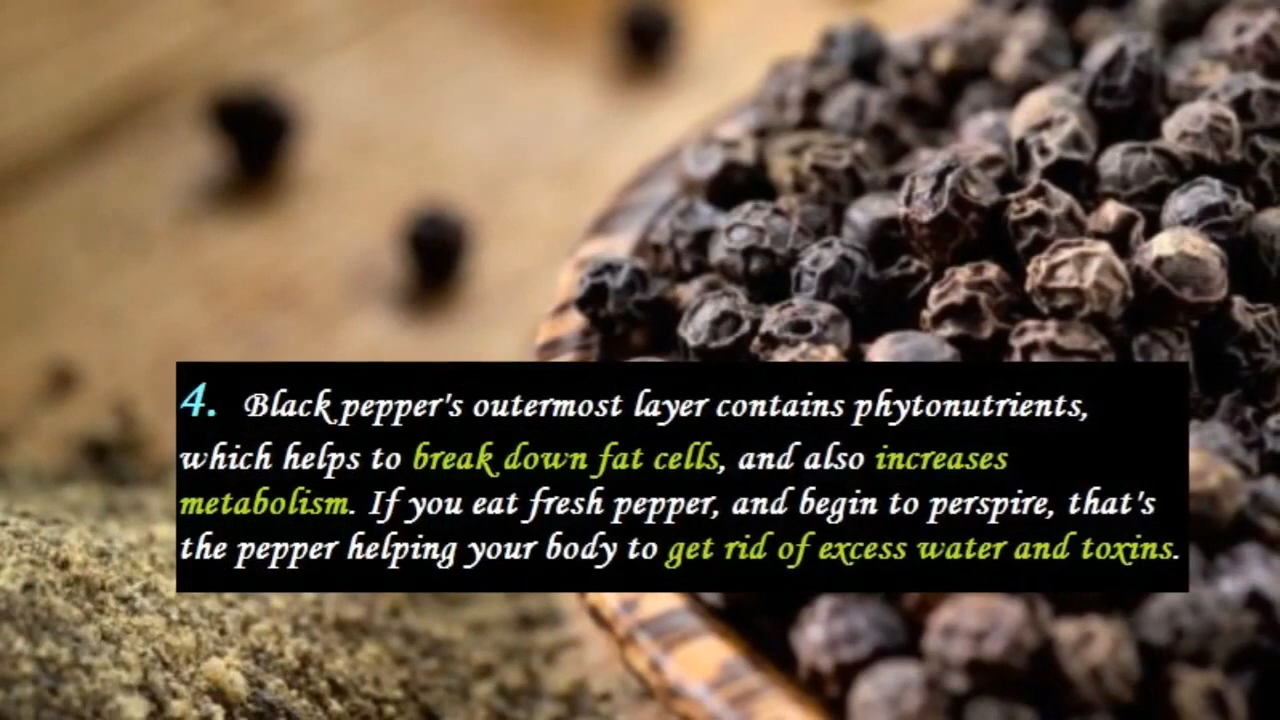 4. Black pepper's outermost layer contains phytonutrients,
which helps to break down fat cells, and also increases
metabolism. If you eat fresh pepper, and begin to perspire, that's
the pepper helping your body to get rid of excess water and toxins.